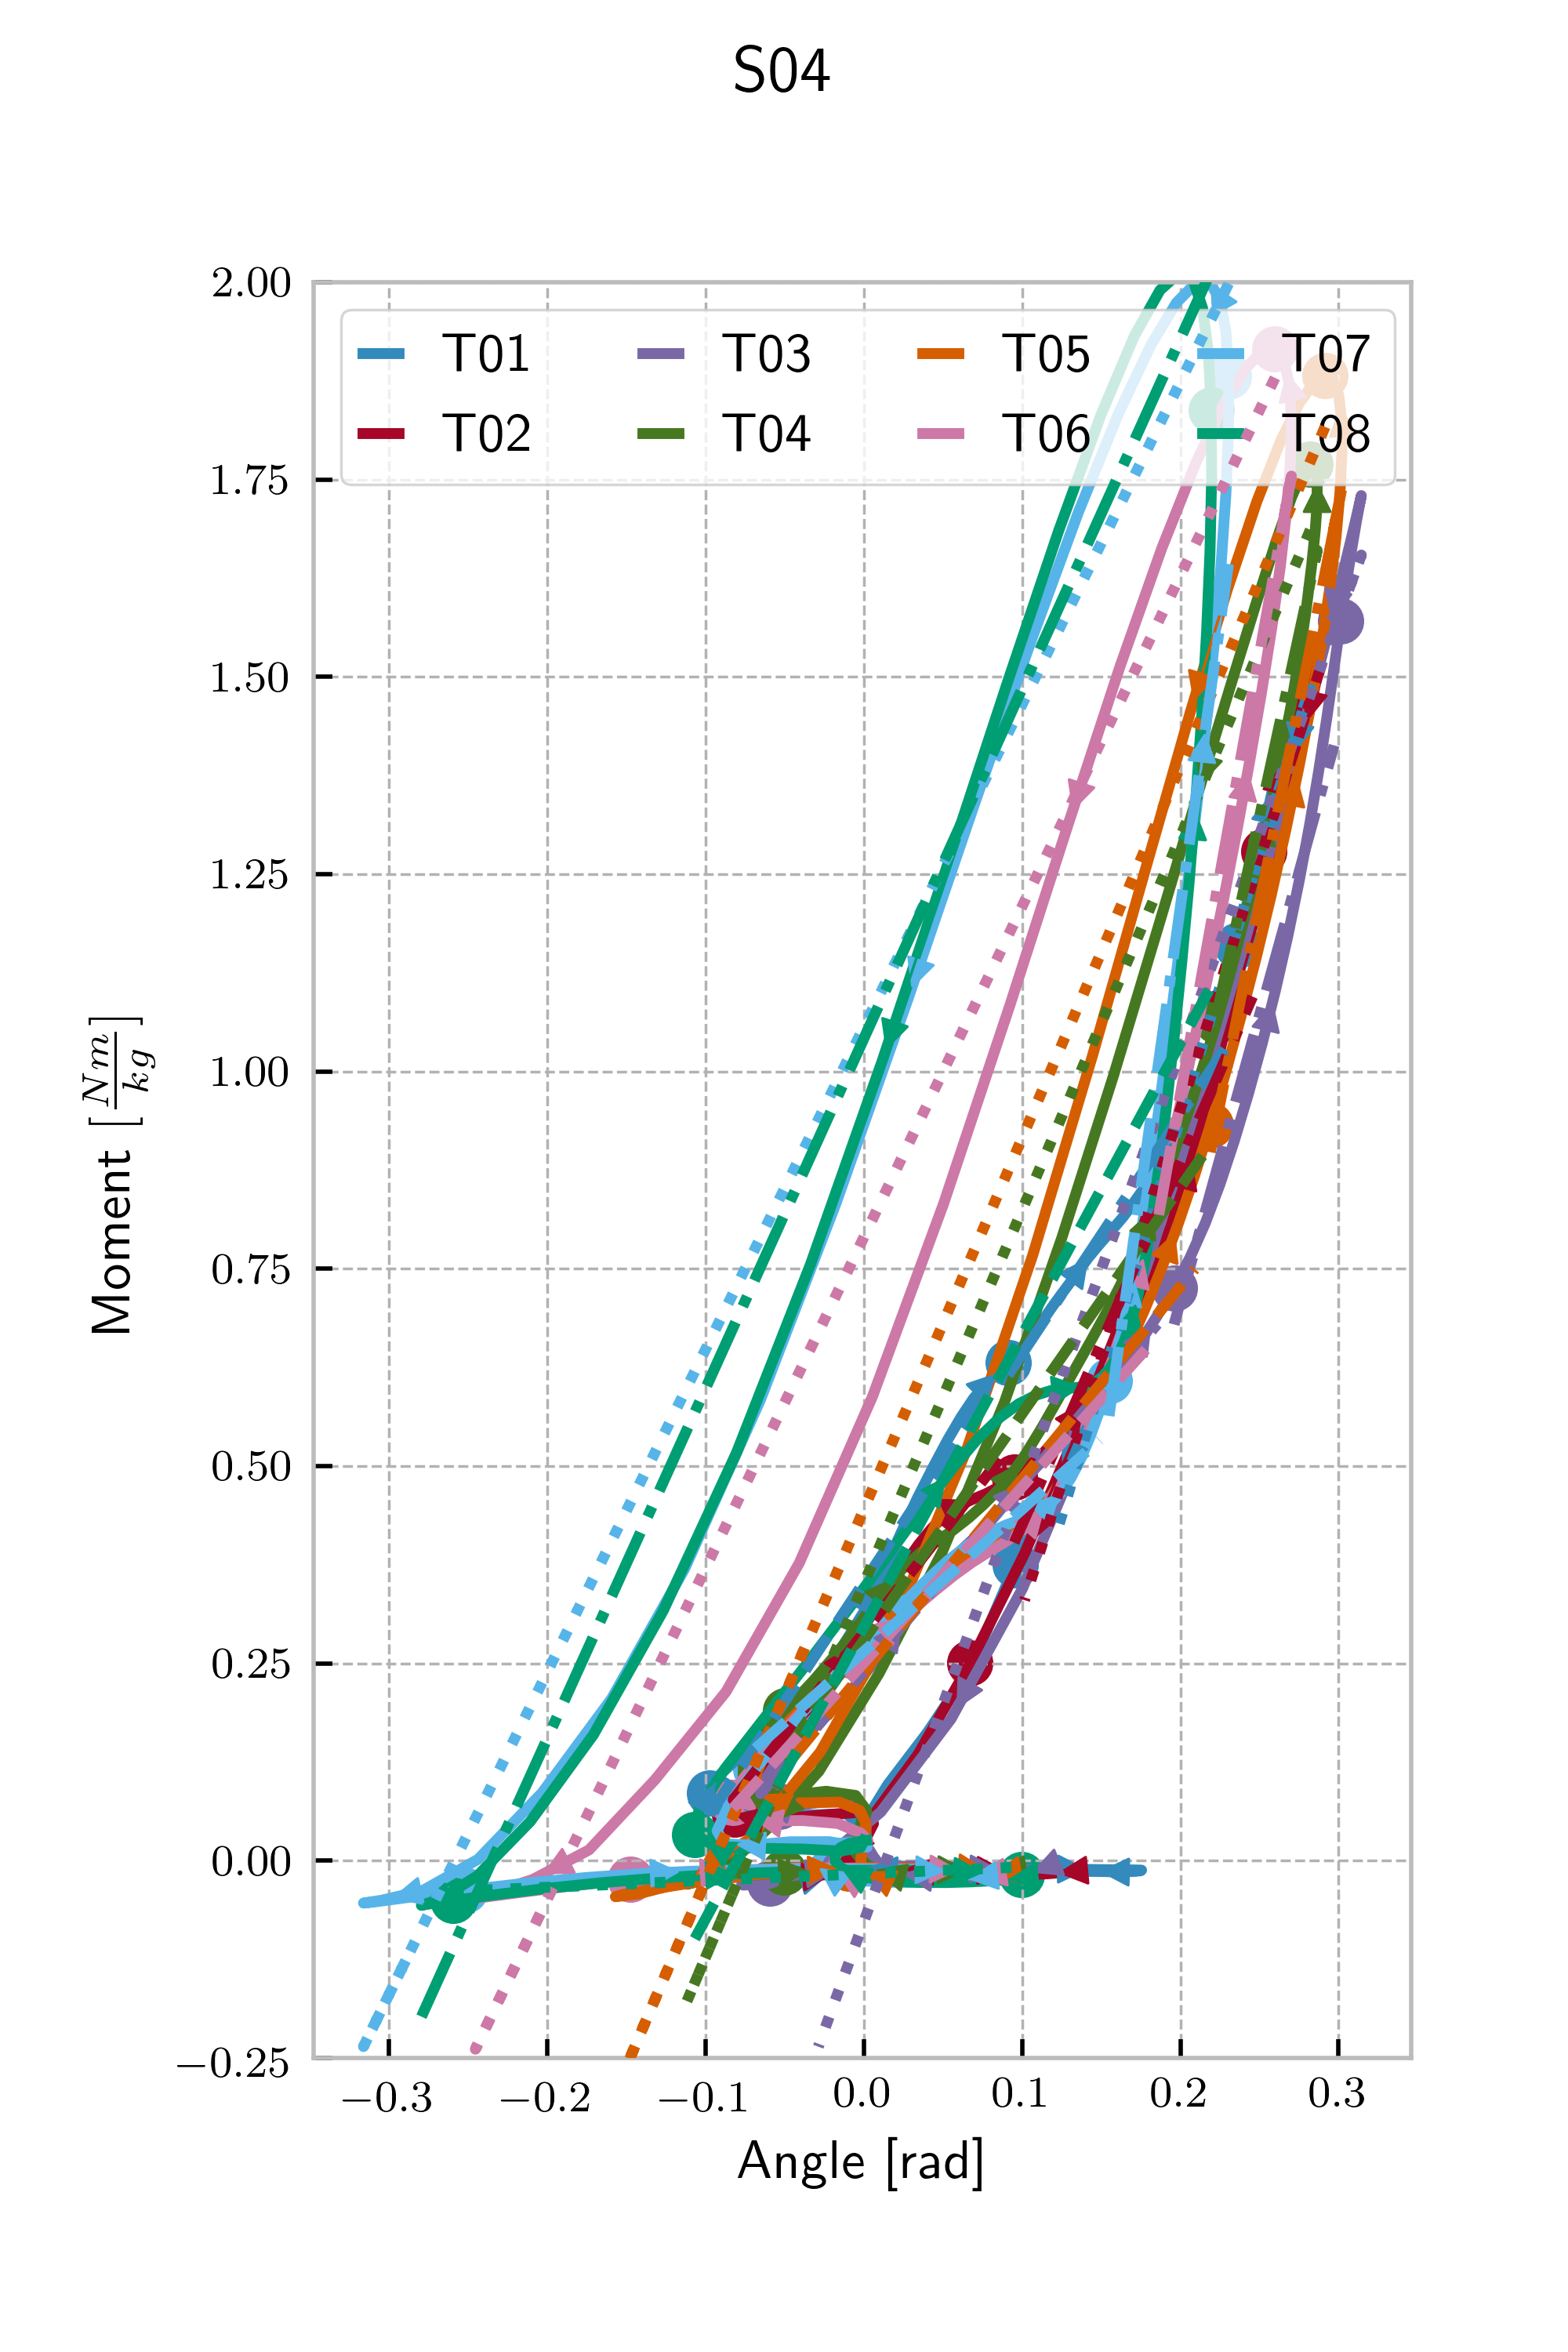 S04
2.00
1.75
1.50
1.25
1.00
0.75
0.50
0.25
0.00
−0.25
Moment [Nm/kg]
T01 T03 T05 T07
T02 T04 T06 T08
−0.3 −0.2 −0.1 0.0 0.1 0.2 0.3
Angle [rad]